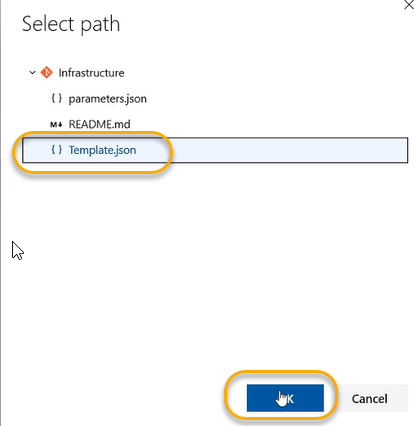 Select path
Infrastructure
{ } parameters.json
M↓ README.md
{ } Template.json
Cancel